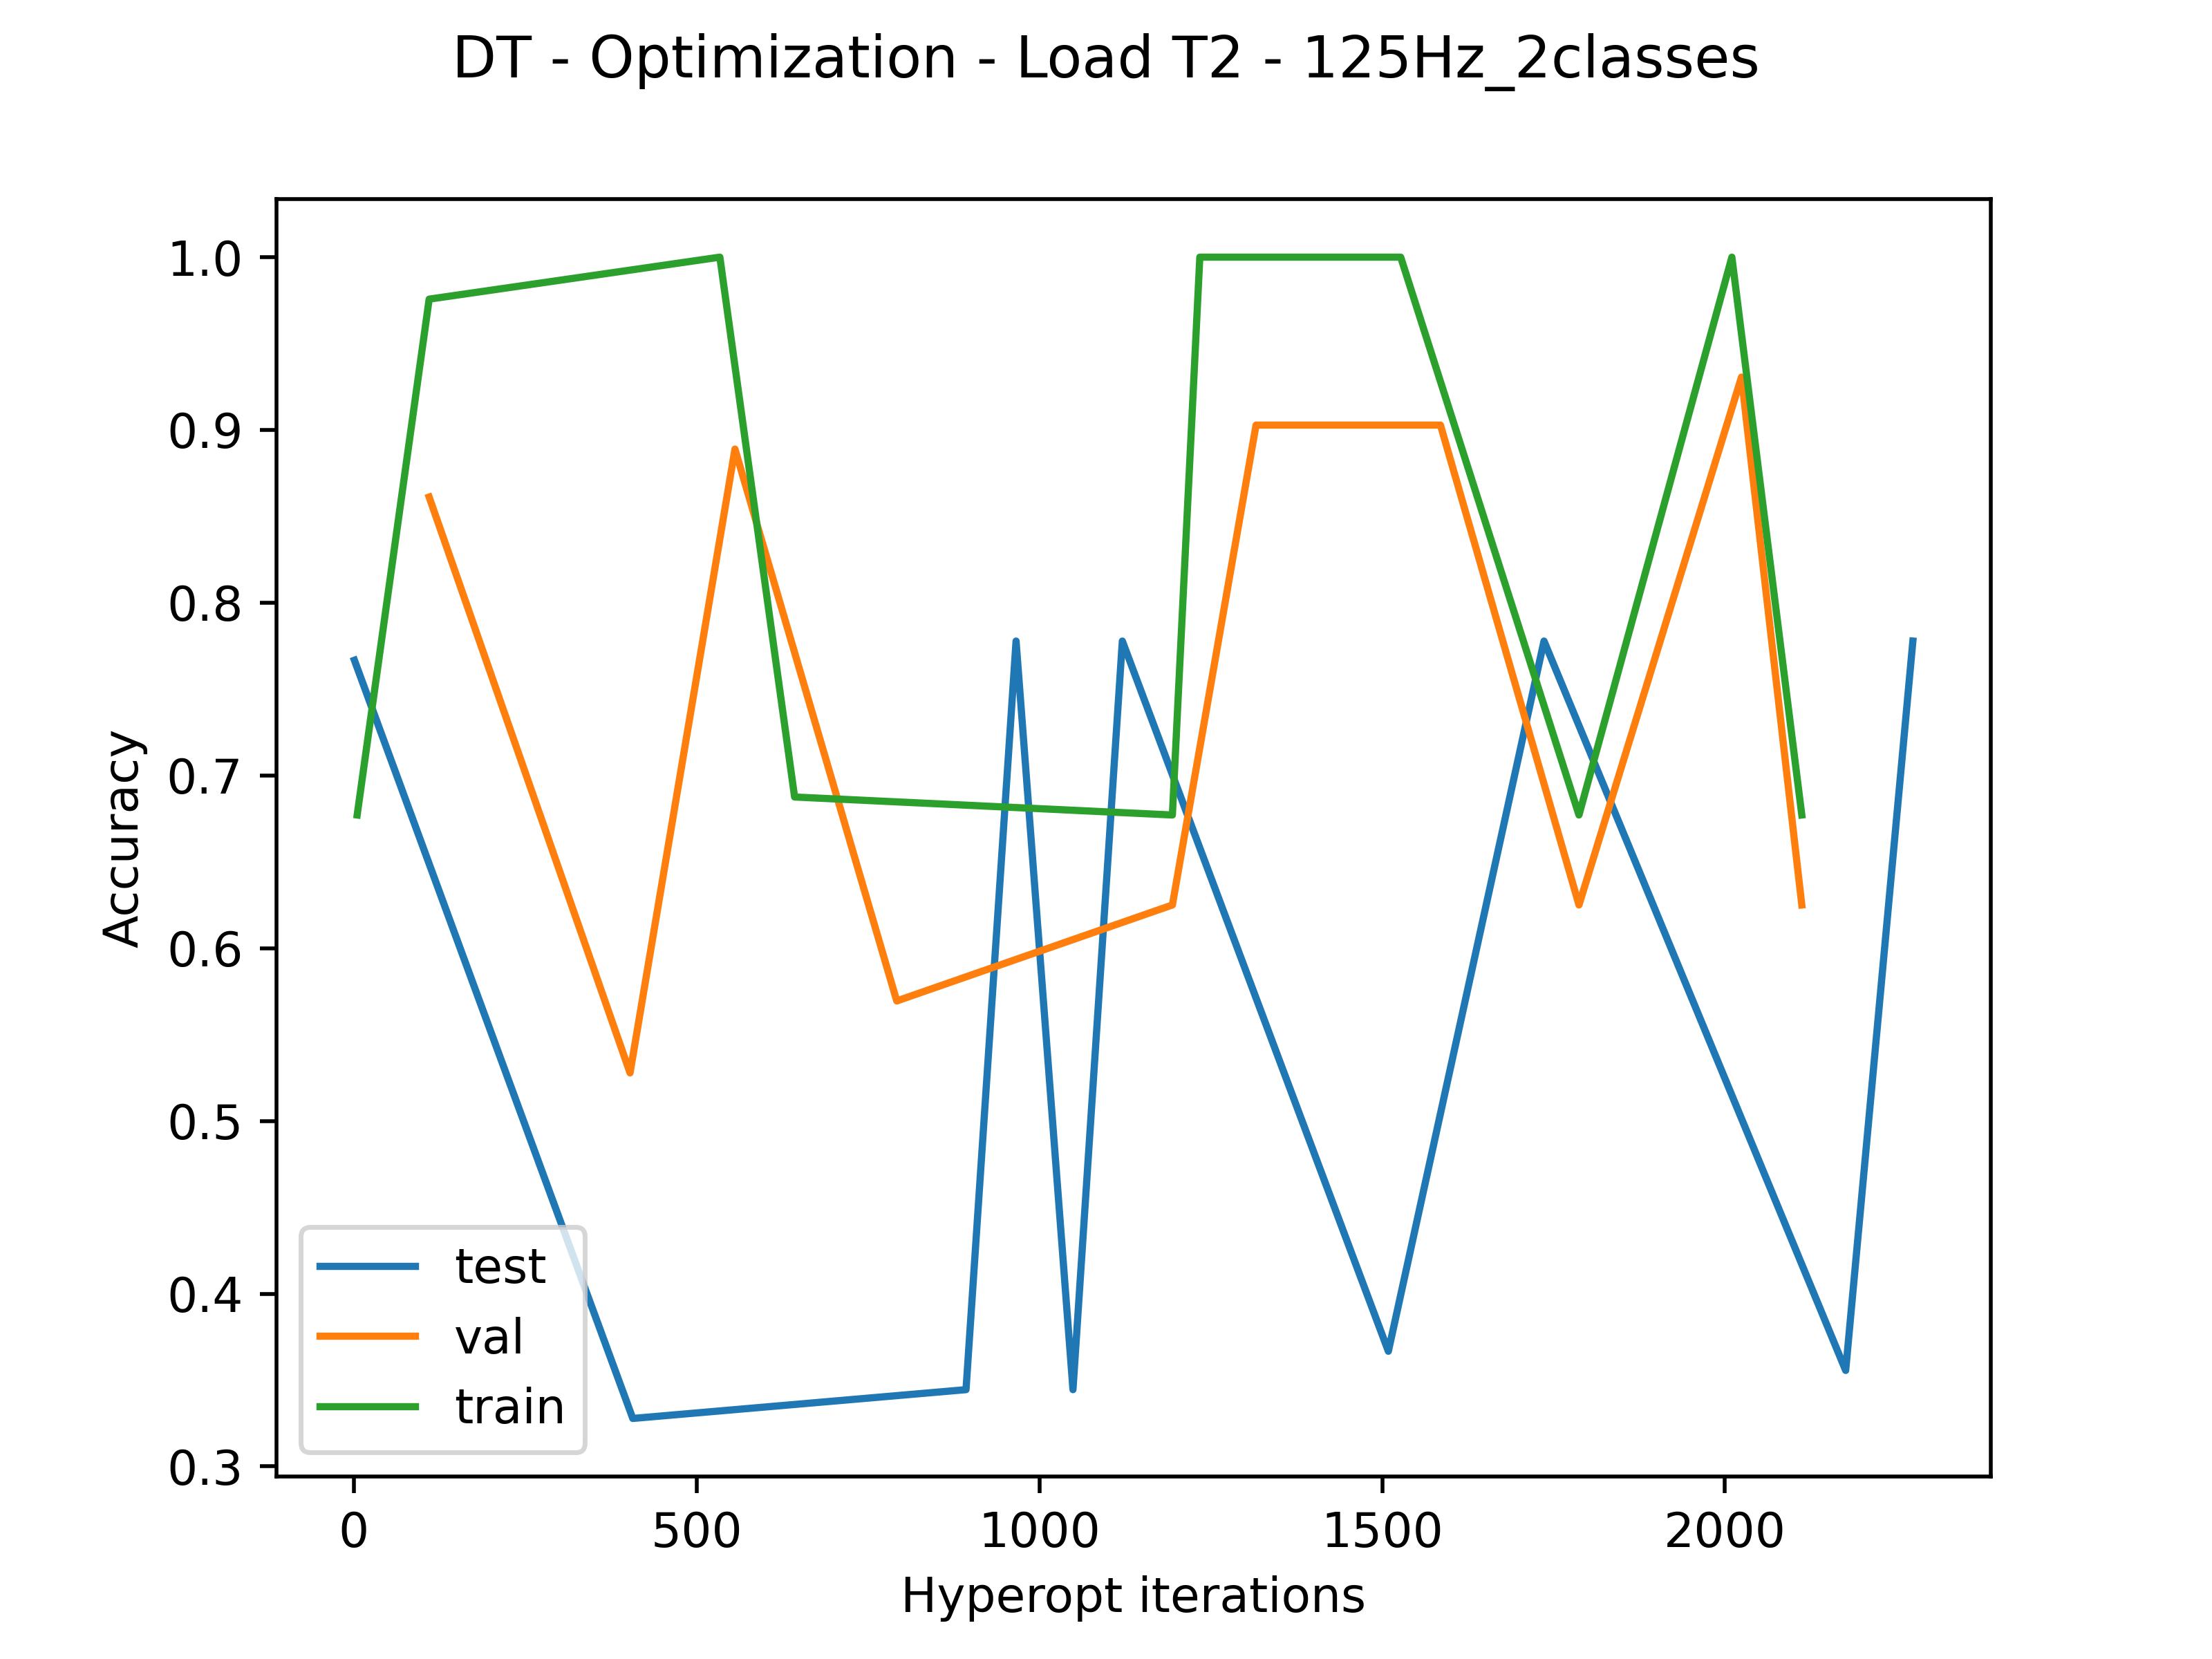 DT - Optimization - Load T2 - 125Hz_2classes
1.0
0.9
0.8
0.7
0.6
0.5
0.4
0.3
Accuracy
test
val
train
0 500 1000 1500 2000
Hyperopt iterations